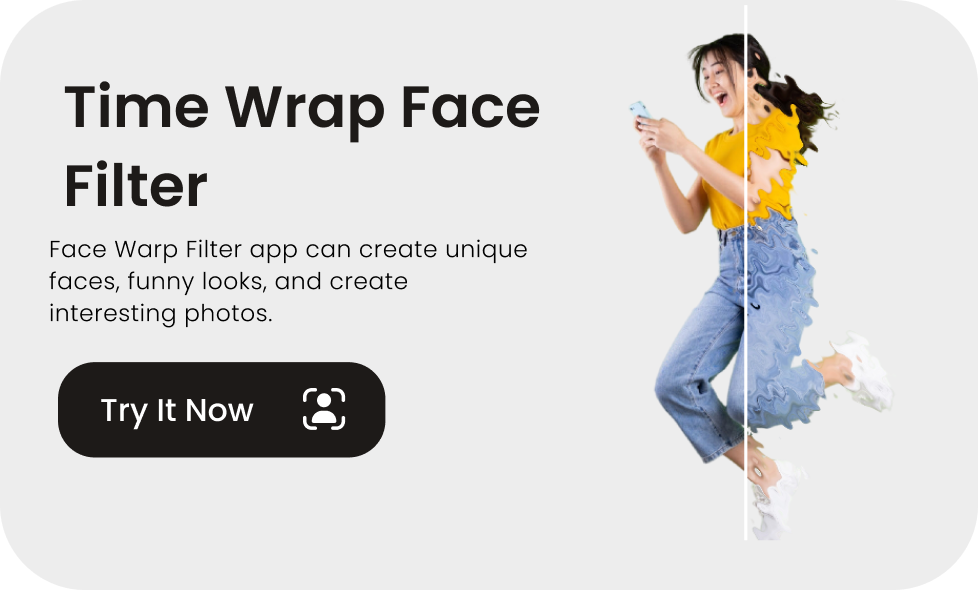 Time Wrap Face
Filter
Face Warp Filter app can create unique
faces, funny looks, and create
interesting photos.
Try It Now